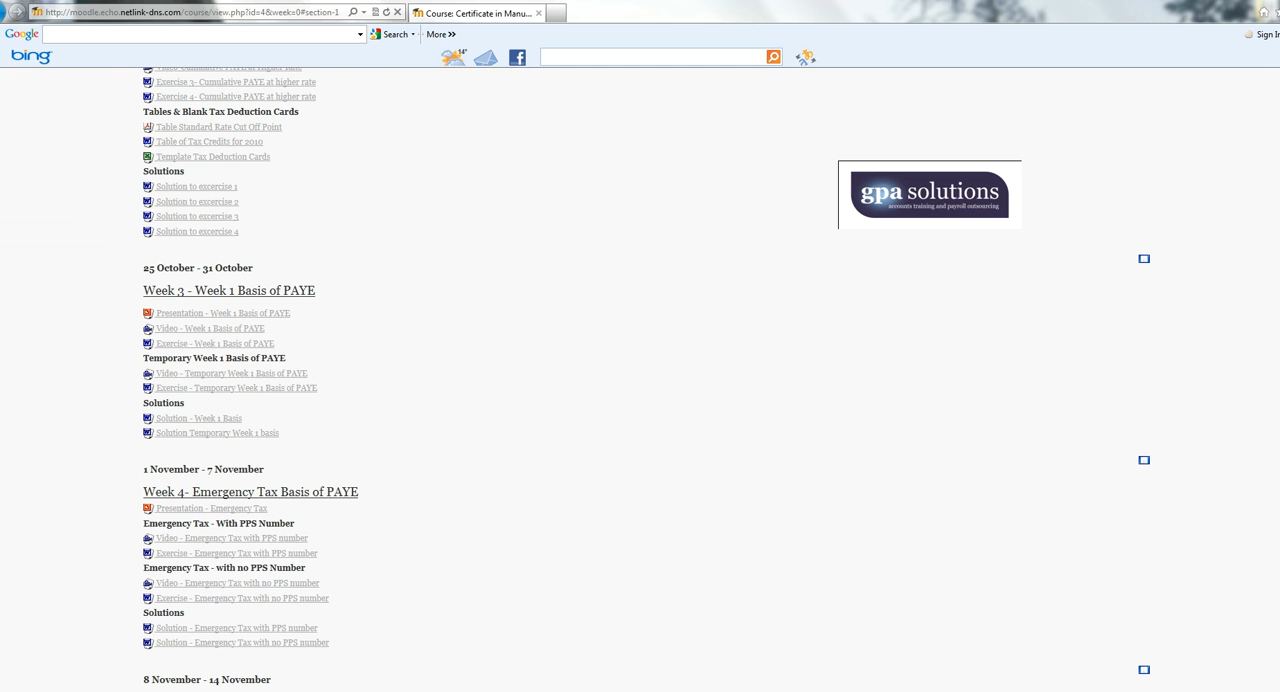 http://moodle.echo.netlink-dns.com/course/view.php?id=4&week=0#section-1
Course: Certificate in Manu...
Google
Search
More »
Sign In
bing
14°
Video-Cumulative PAYE at Higher Rate
Exercise 3- Cumulative PAYE at higher rate
Exercise 4- Cumulative PAYE at higher rate
Tables & Blank Tax Deduction Cards
Table Standard Rate Cut Off Point
Table of Tax Credits for 2010
Template Tax Deduction Cards
Solutions
Solution to excercise 1
Solution to excercise 2
Solution to excercise 3
Solution to excercise 4
gpa solutions
accounts training and payroll outsourcing
25 October - 31 October
Week 3 - Week 1 Basis of PAYE
Presentation - Week 1 Basis of PAYE
Video - Week 1 Basis of PAYE
Exercise - Week 1 Basis of PAYE
Temporary Week 1 Basis of PAYE
Video - Temporary Week 1 Basis of PAYE
Exercise - Temporary Week 1 Basis of PAYE
Solutions
Solution - Week 1 Basis
Solution Temporary Week 1 basis
1 November - 7 November
Week 4- Emergency Tax Basis of PAYE
Presentation - Emergency Tax
Emergency Tax - With PPS Number
Video - Emergency Tax with PPS number
Exercise - Emergency Tax with PPS number
Emergency Tax - with no PPS Number
Video - Emergency Tax with no PPS number
Exercise - Emergency Tax with no PPS number
Solutions
Solution - Emergency Tax with PPS number
Solution - Emergency Tax with no PPS number
8 November - 14 November